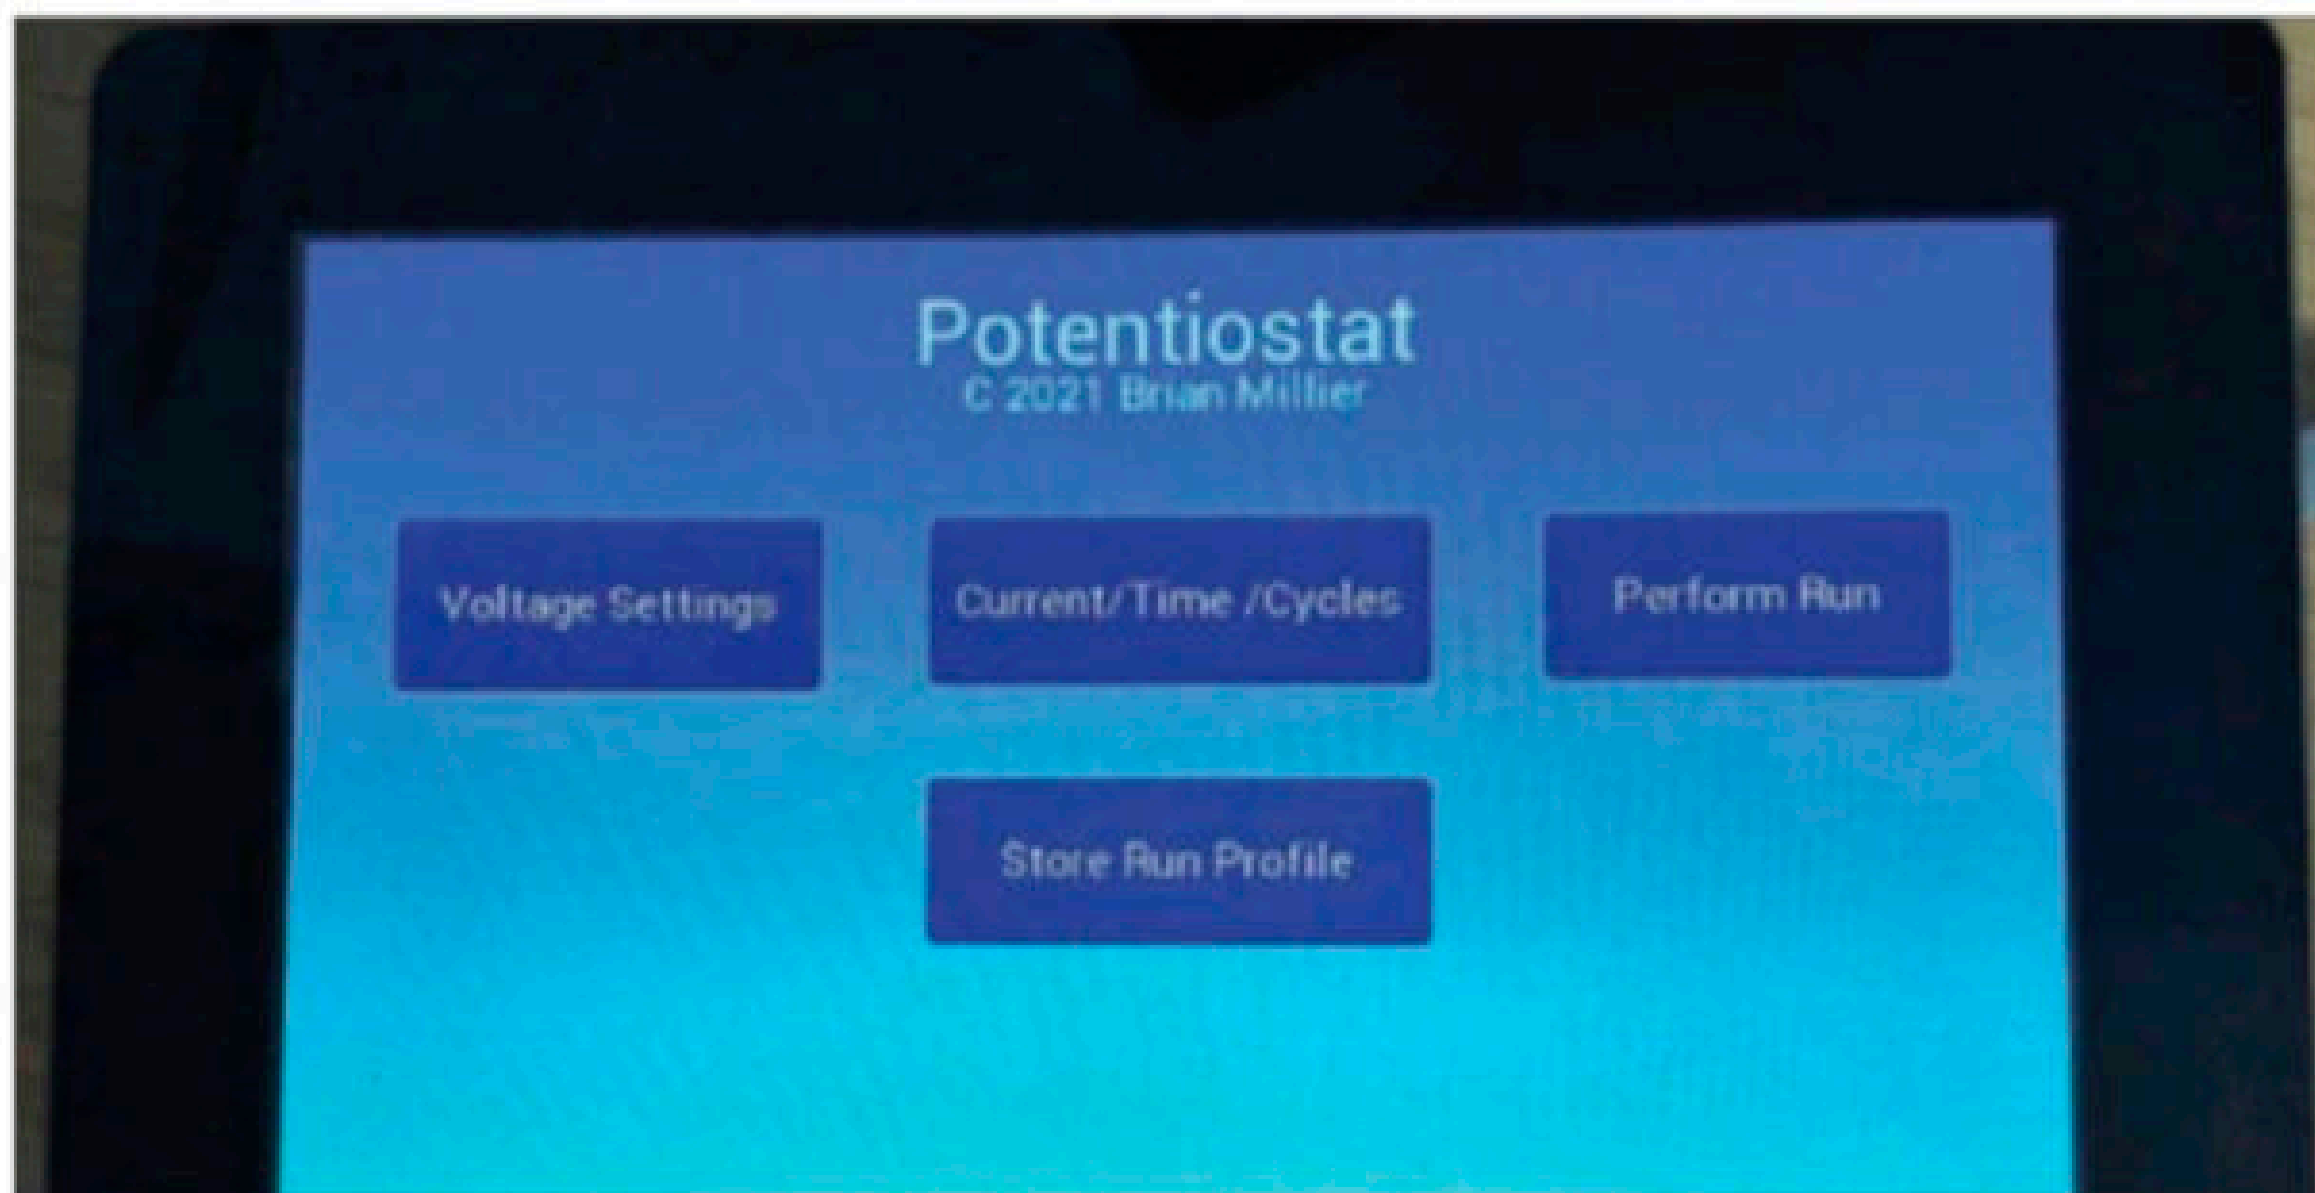 Potentiostat
C 2021 Brian Millier
Voltage Settings
Current/Time /Cycles
Perform Run
Store Run Profile